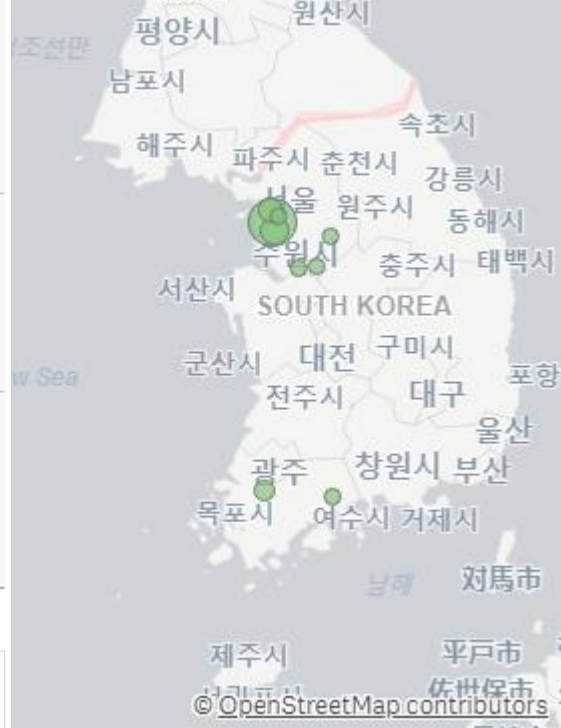 원산시
평양시
남포시
속초시
해주시
파주시 춘천시
강릉시
서울
원주시
동해시
수원시
충주시
태백시
서산시
SOUTH KOREA
구미시
군산시
대전
w Sea
포항
전주시
대구
울산
광주
창원시
부산
목포시
여수시
거제시
남해
対馬市
제주시
平戸市
佐世保市
서귀포시
© OpenStreetMap contributors